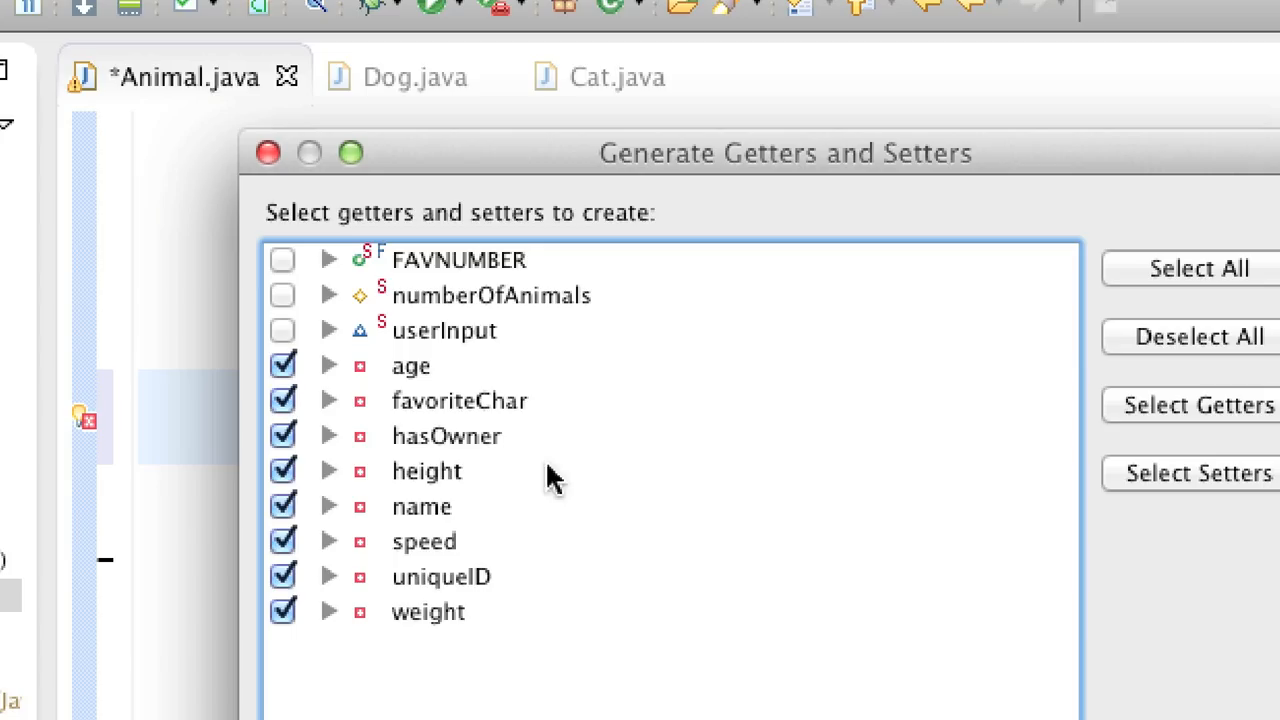 *Animal.java
Dog.java
Cat.java
Generate Getters and Setters
Select getters and setters to create:
S F FAVNUMBER
S numberOfAnimals
S userInput
age
favoriteChar
hasOwner
height
name
speed
uniqueID
weight
Select All
Deselect All
Select Getters
Select Setters
)